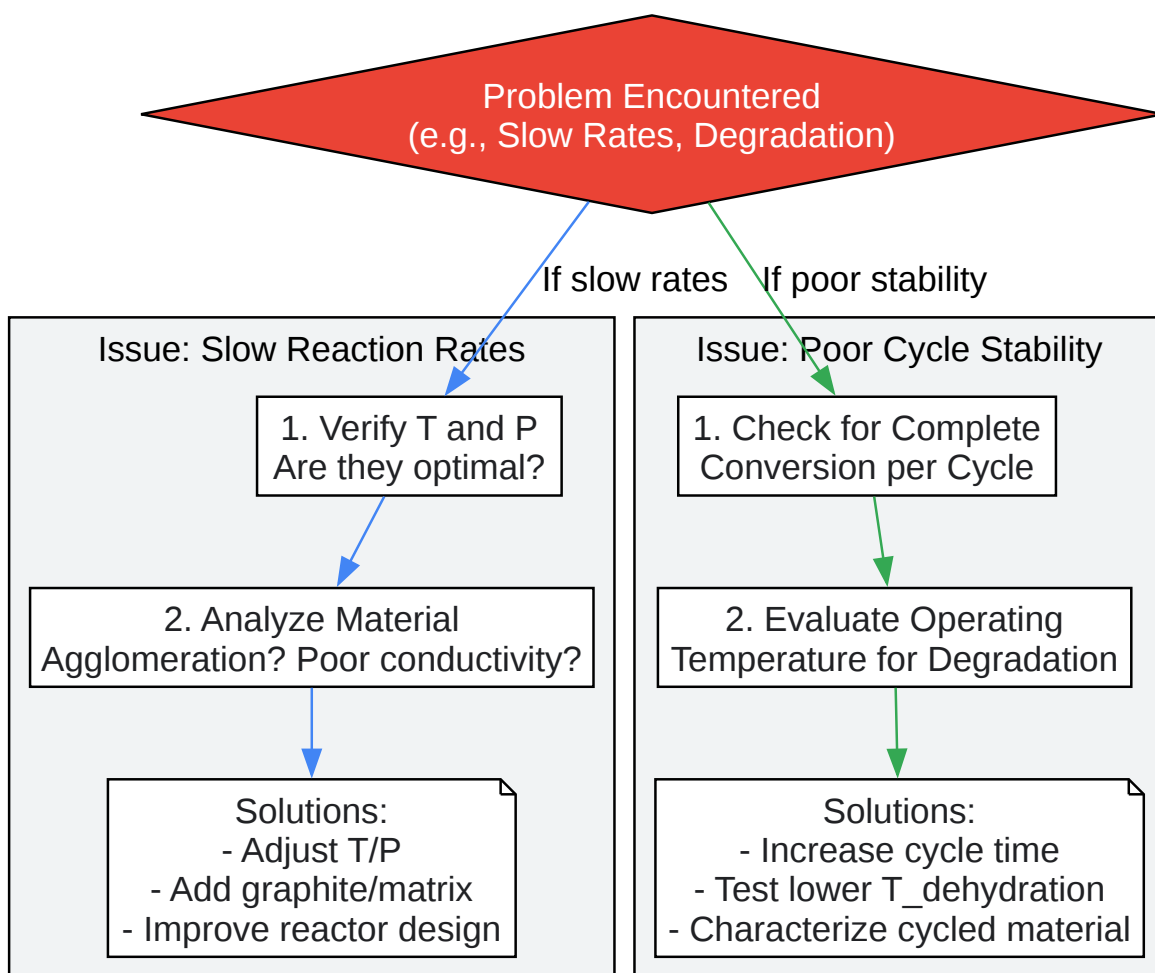 Problem Encountered
(e.g., Slow Rates, Degradation)
If slow rates
If poor stability
Issue: Slow Reaction Rates
1. Verify T and P
Are they optimal?
2. Analyze Material
Agglomeration? Poor conductivity?
Solutions:
- Adjust T/P
- Add graphite/matrix
- Improve reactor design
Issue: Poor Cycle Stability
1. Check for Complete
Conversion per Cycle
2. Evaluate Operating
Temperature for Degradation
Solutions:
- Increase cycle time
- Test lower T_dehydration
- Characterize cycled material